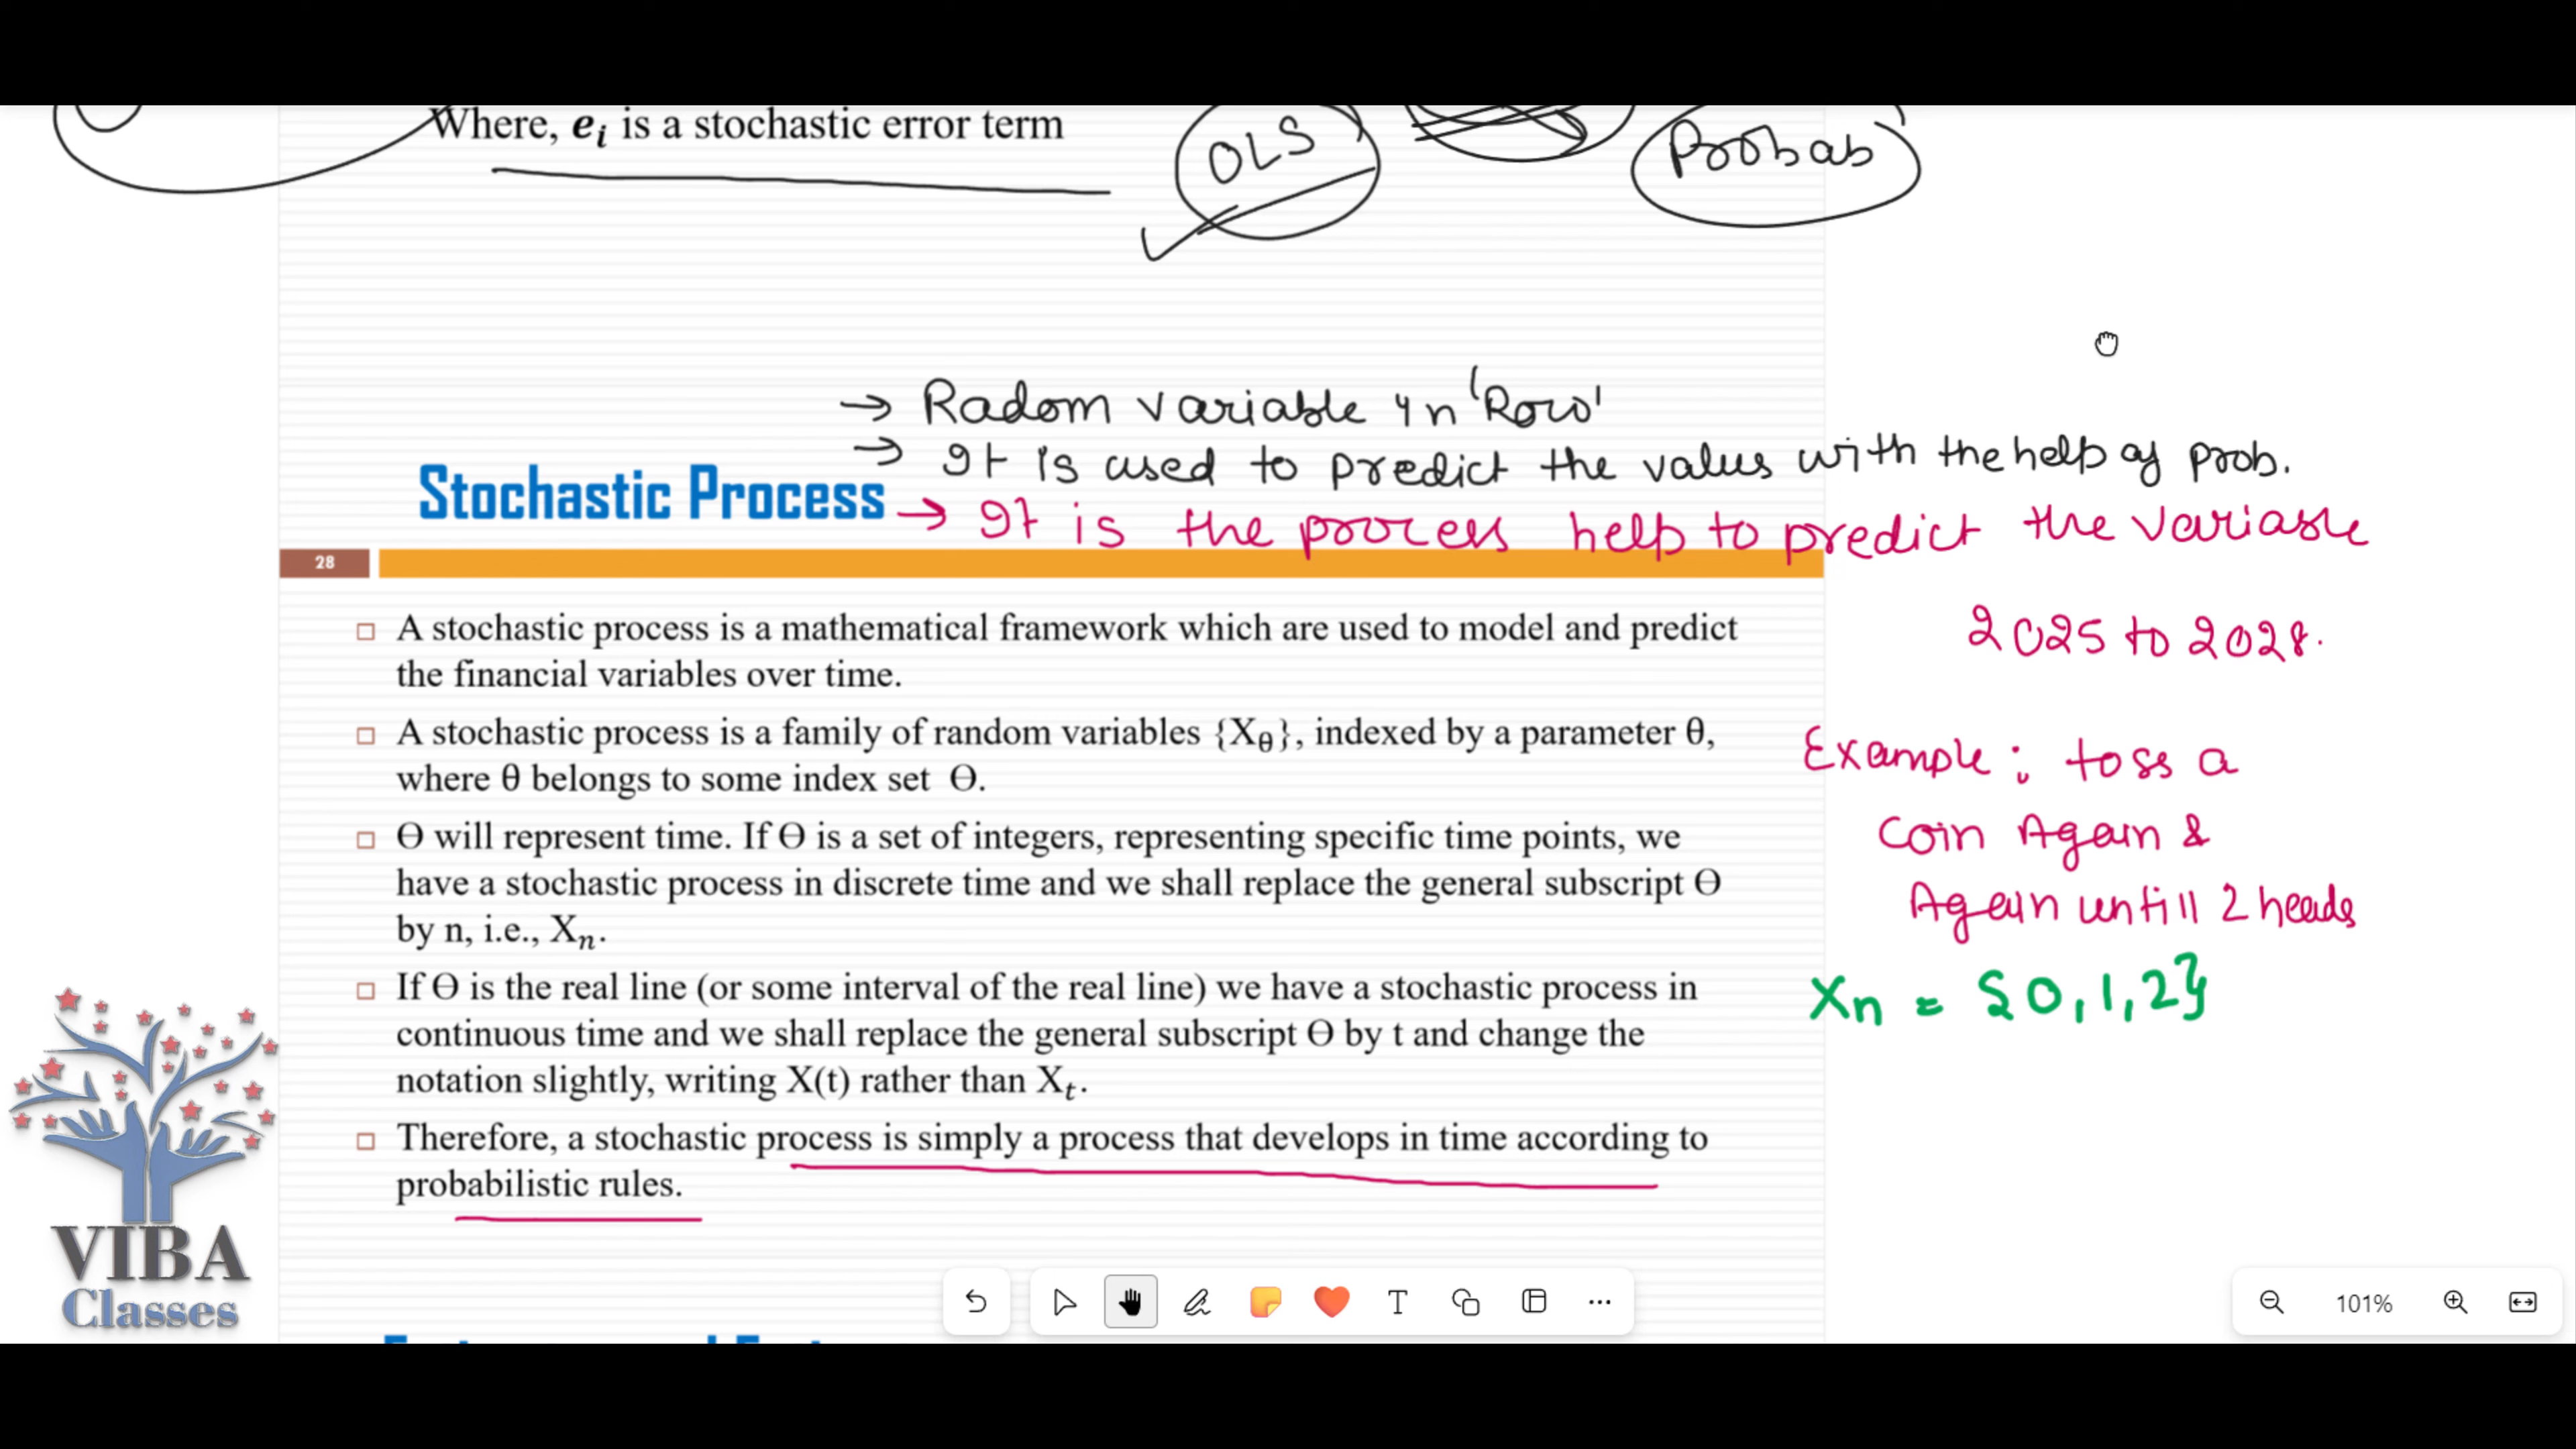 Where, eᵢ is a stochastic error term
OLS
Probab
→ Radom variable in 'Row'
→ It is used to predict the values with the help of prob.
Stochastic Process
→ It is the process help to predict the variable
28
2025 to 2028.
□ A stochastic process is a mathematical framework which are used to model and predict
the financial variables over time.
□ A stochastic process is a family of random variables {X_θ}, indexed by a parameter θ,
where θ belongs to some index set Θ.
Example: toss a
Coin Again &
Again untill 2 heads
Xn = {0,1,2}
□ Θ will represent time. If Θ is a set of integers, representing specific time points, we
have a stochastic process in discrete time and we shall replace the general subscript Θ
by n, i.e., Xₙ.
□ If Θ is the real line (or some interval of the real line) we have a stochastic process in
continuous time and we shall replace the general subscript Θ by t and change the
notation slightly, writing X(t) rather than Xₜ.
□ Therefore, a stochastic process is simply a process that develops in time according to
probabilistic rules.
VIBA
Classes
T
101%